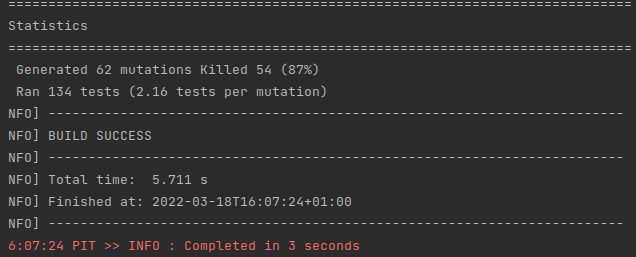 ================================================================================
Statistics
================================================================================
Generated 62 mutations Killed 54 (87%)
Ran 134 tests (2.16 tests per mutation)
NFO] ------------------------------------------------------------------------
NFO] BUILD SUCCESS
NFO] ------------------------------------------------------------------------
NFO] Total time:  5.711 s
NFO] Finished at: 2022-03-18T16:07:24+01:00
NFO] ------------------------------------------------------------------------
6:07:24 PIT >> INFO : Completed in 3 seconds